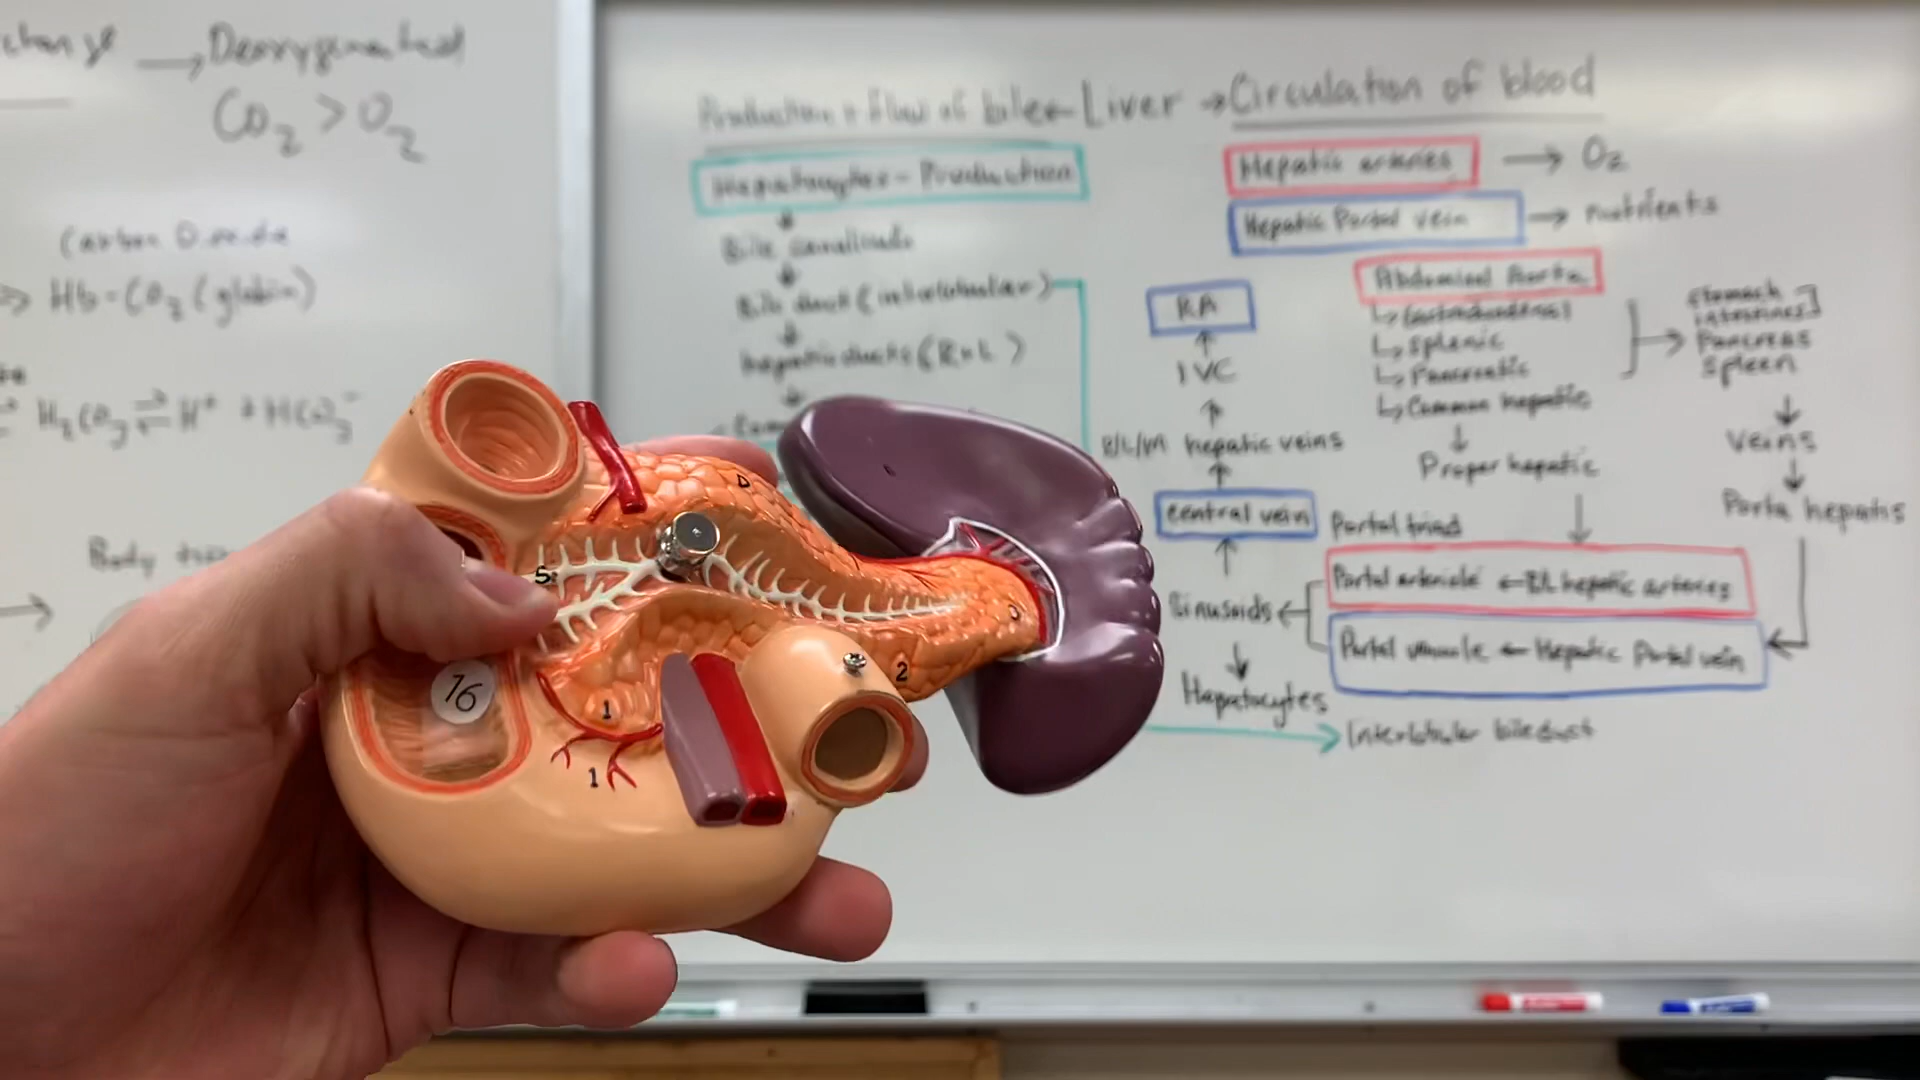 change → Deoxygenated
CO2 > O2
Carbon Dioxide
→ Hb-CO2 (globin)
H2CO3 ⇌ H+ + HCO3-
Body
Production + Flow of bile ← Liver → Circulation of blood
Hepatocytes - Production
↓
Bile canaliculi
↓
Bile duct (interlobular)
↓
hepatic ducts (R+L)
↓
Hepatic arteries → O2
Hepatic Portal vein → nutrients
Abdominal Aorta
↳ Gastroduodenal
↳ Splenic
↳ Pancreatic
↳ Common hepatic
↓
Proper hepatic
↓
stomach
intestines
Pancreas
Spleen
↓
Veins
↓
Porta hepatis
RA
↑
IVC
↑
R/L/M hepatic veins
↑
central vein
↑
Sinusoids ←
↓
Hepatocytes
Portal triad
Portal arteriole ← R/L hepatic arteries
Portal venule ← Hepatic Portal vein
→ Interlobular bile duct
D
5
16
1
1
2